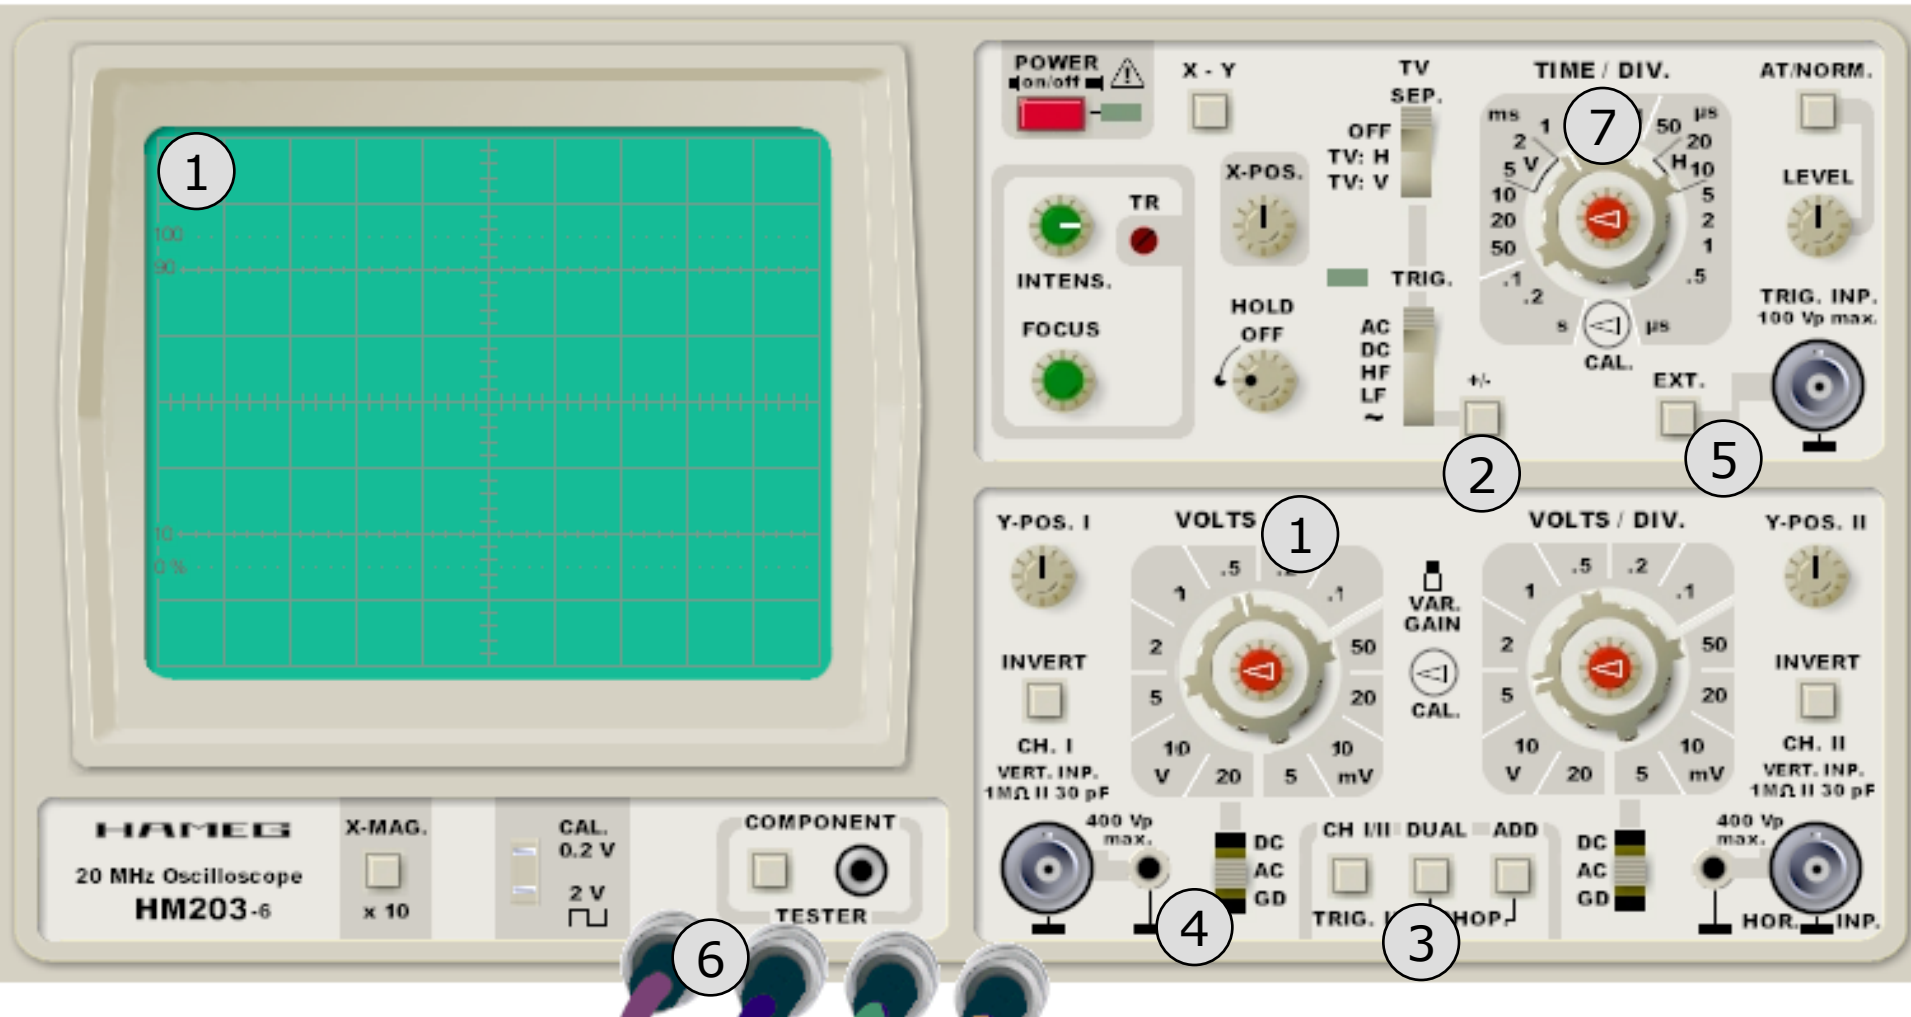 1
100
90
10
0 %
HAMEG
20 MHz Oscilloscope
HM203-6
X-MAG.
x 10
CAL.
0.2 V
2 V
COMPONENT
TESTER
6
POWER
on/off
X - Y
TV
SEP.
OFF
TV: H
TV: V
TIME / DIV.
7
ms
1
2
5
V
10
20
50
.1
.2
s
50
µs
20
H
10
5
2
1
.5
µs
CAL.
AT/NORM.
LEVEL
TRIG. INP.
100 Vp max.
INTENS.
TR
FOCUS
X-POS.
HOLD
OFF
TRIG.
AC
DC
HF
LF
~
+/-
2
EXT.
5
Y-POS. I
VOLTS
1
.5
.1
1
2
5
10
V
20
5
mV
10
20
50
INVERT
CH. I
VERT. INP.
1MΩ II 30 pF
400 Vp
max.
VAR.
GAIN
CAL.
DC
AC
GD
4
CH I/II
DUAL
ADD
TRIG.
3
VOLTS / DIV.
.5
.2
1
.1
2
50
5
20
10
10
V
20
5
mV
DC
AC
GD
Y-POS. II
INVERT
CH. II
VERT. INP.
1MΩ II 30 pF
400 Vp
max.
HOR. INP.